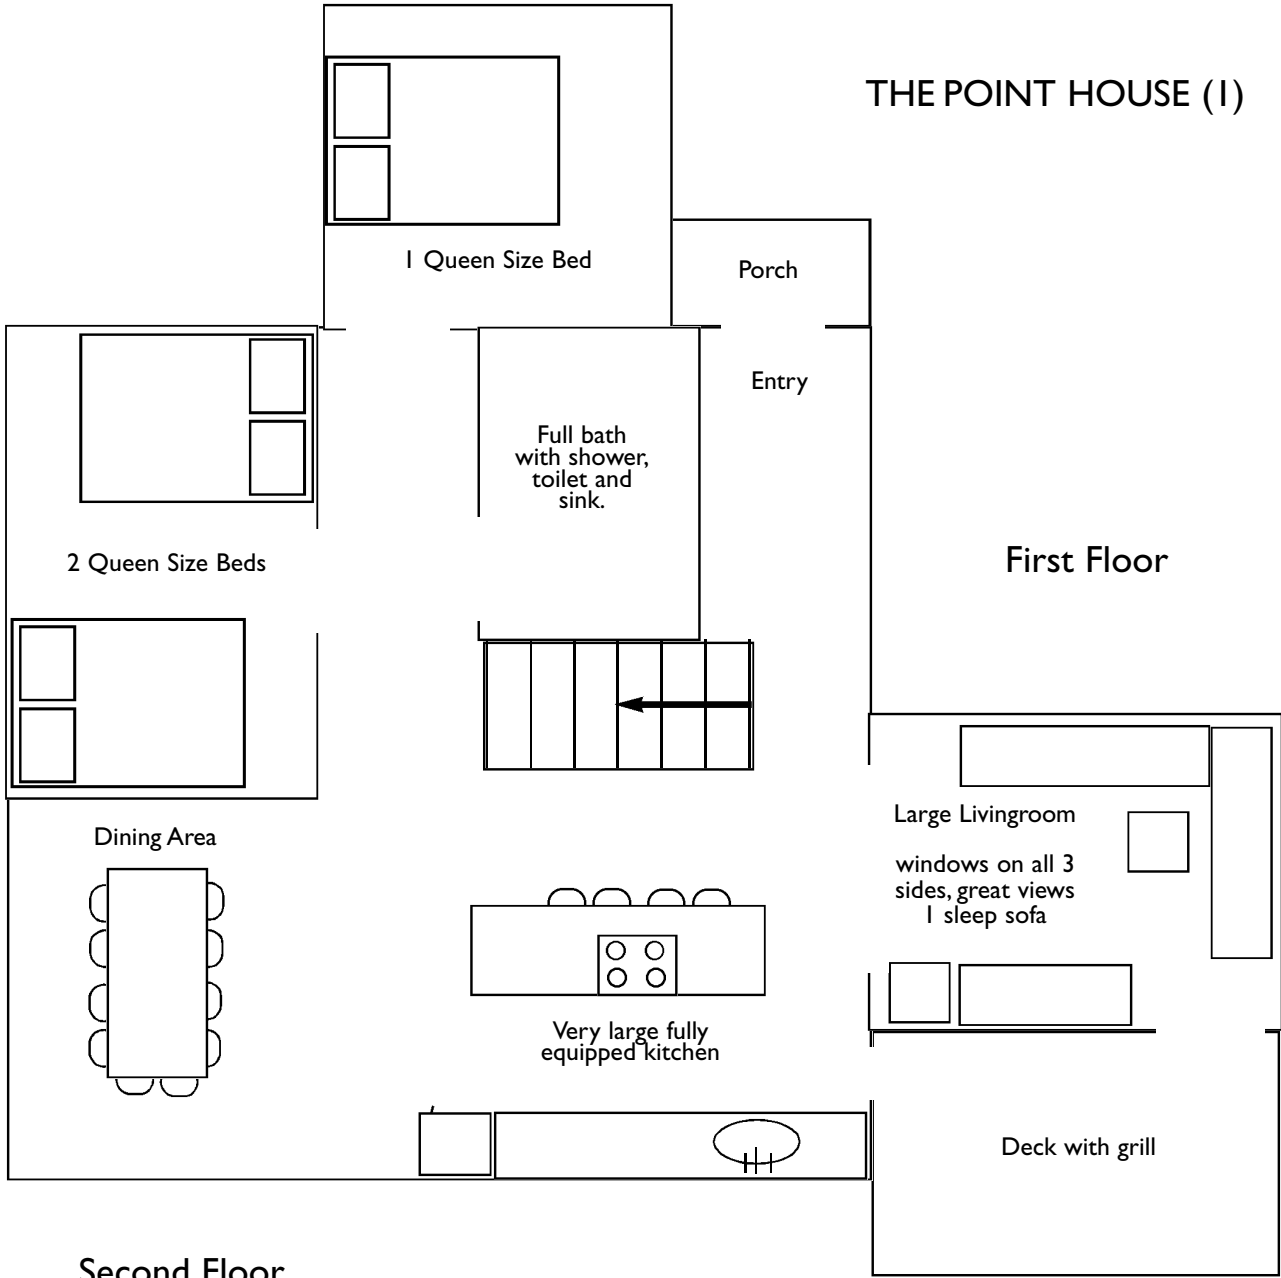 THE POINT HOUSE (1)
1 Queen Size Bed
Porch
Entry
Full bath
with shower,
toilet and
sink.
2 Queen Size Beds
First Floor
Dining Area
Large Livingroom
windows on all 3
sides, great views
1 sleep sofa
Very large fully
equipped kitchen
Deck with grill
Second Floor